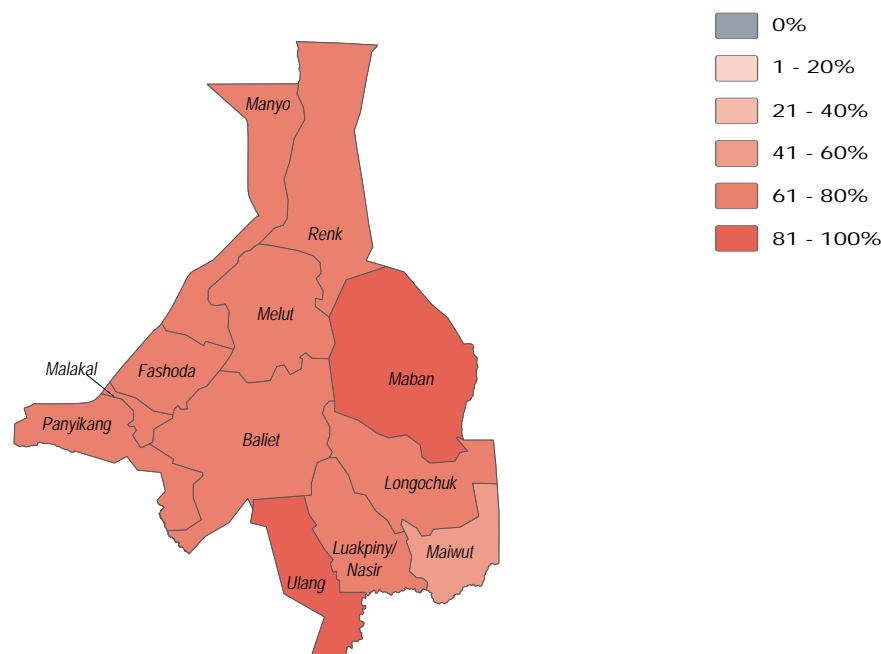 0%
1 - 20%
21 - 40%
41 - 60%
61 - 80%
81 - 100%
Manyo
Renk
Melut
Malakal
Fashoda
Maban
Panyikang
Baliet
Longochuk
Luakpiny/
Nasir
Maiwut
Ulang